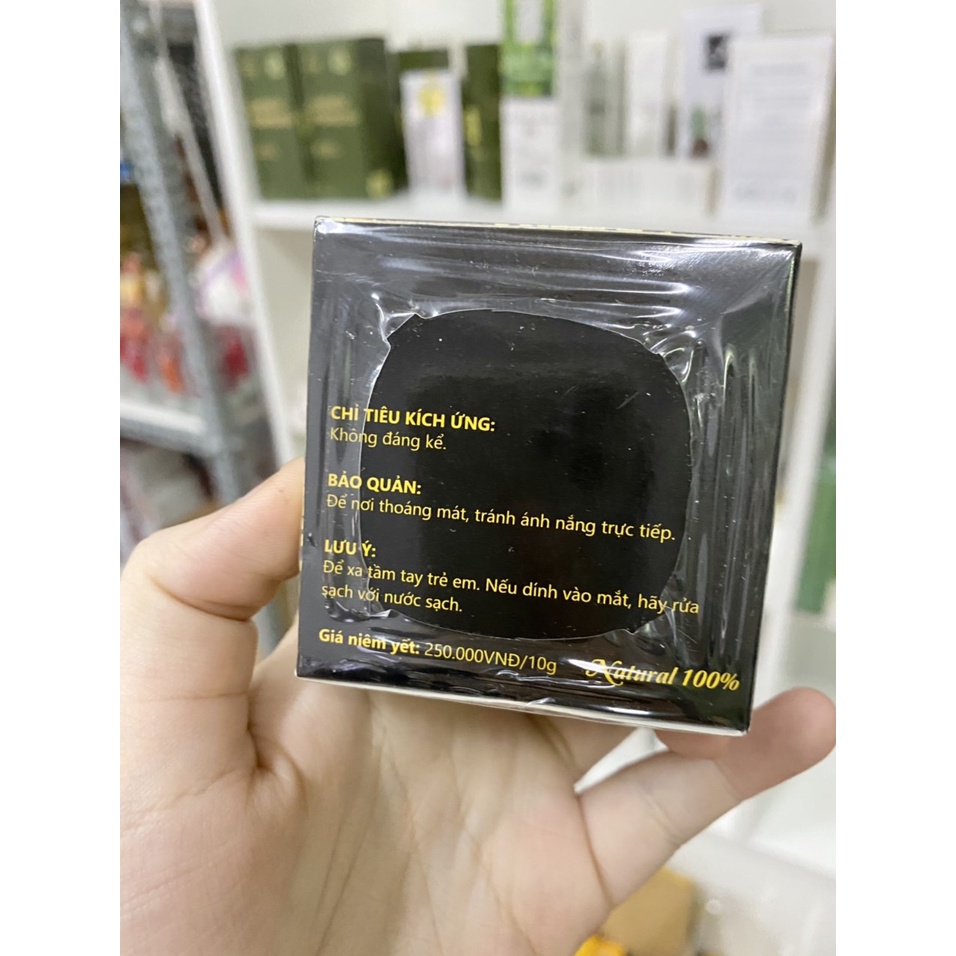 CHỈ TIÊU KÍCH ỨNG:
Không đáng kể.
BẢO QUẢN:
Để nơi thoáng mát, tránh ánh nắng trực tiếp.
LƯU Ý:
Để xa tầm tay trẻ em. Nếu dính vào mắt, hãy rửa
sạch với nước sạch.
Giá niêm yết: 250.000VNĐ/10g
Natural 100%